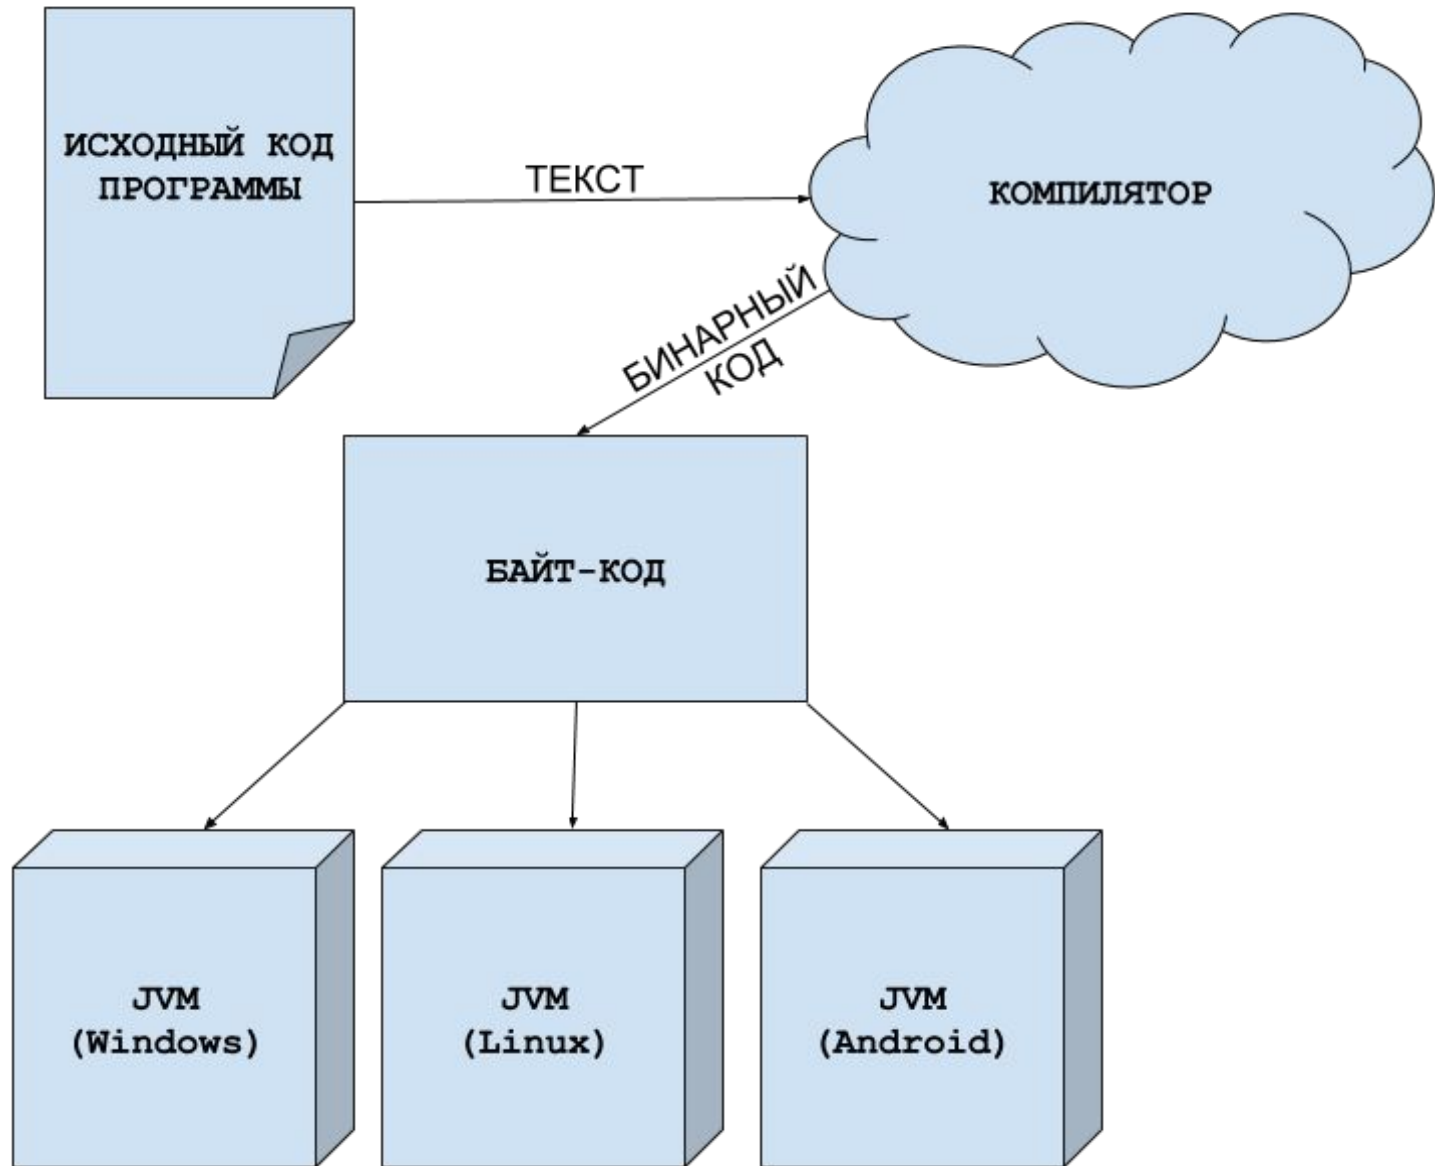 ИСХОДНЫЙ КОД
ПРОГРАММЫ
ТЕКСТ
КОМПИЛЯТОР
БИНАРНЫЙ
КОД
БАЙТ-КОД
JVM
(Windows)
JVM
(Linux)
JVM
(Android)